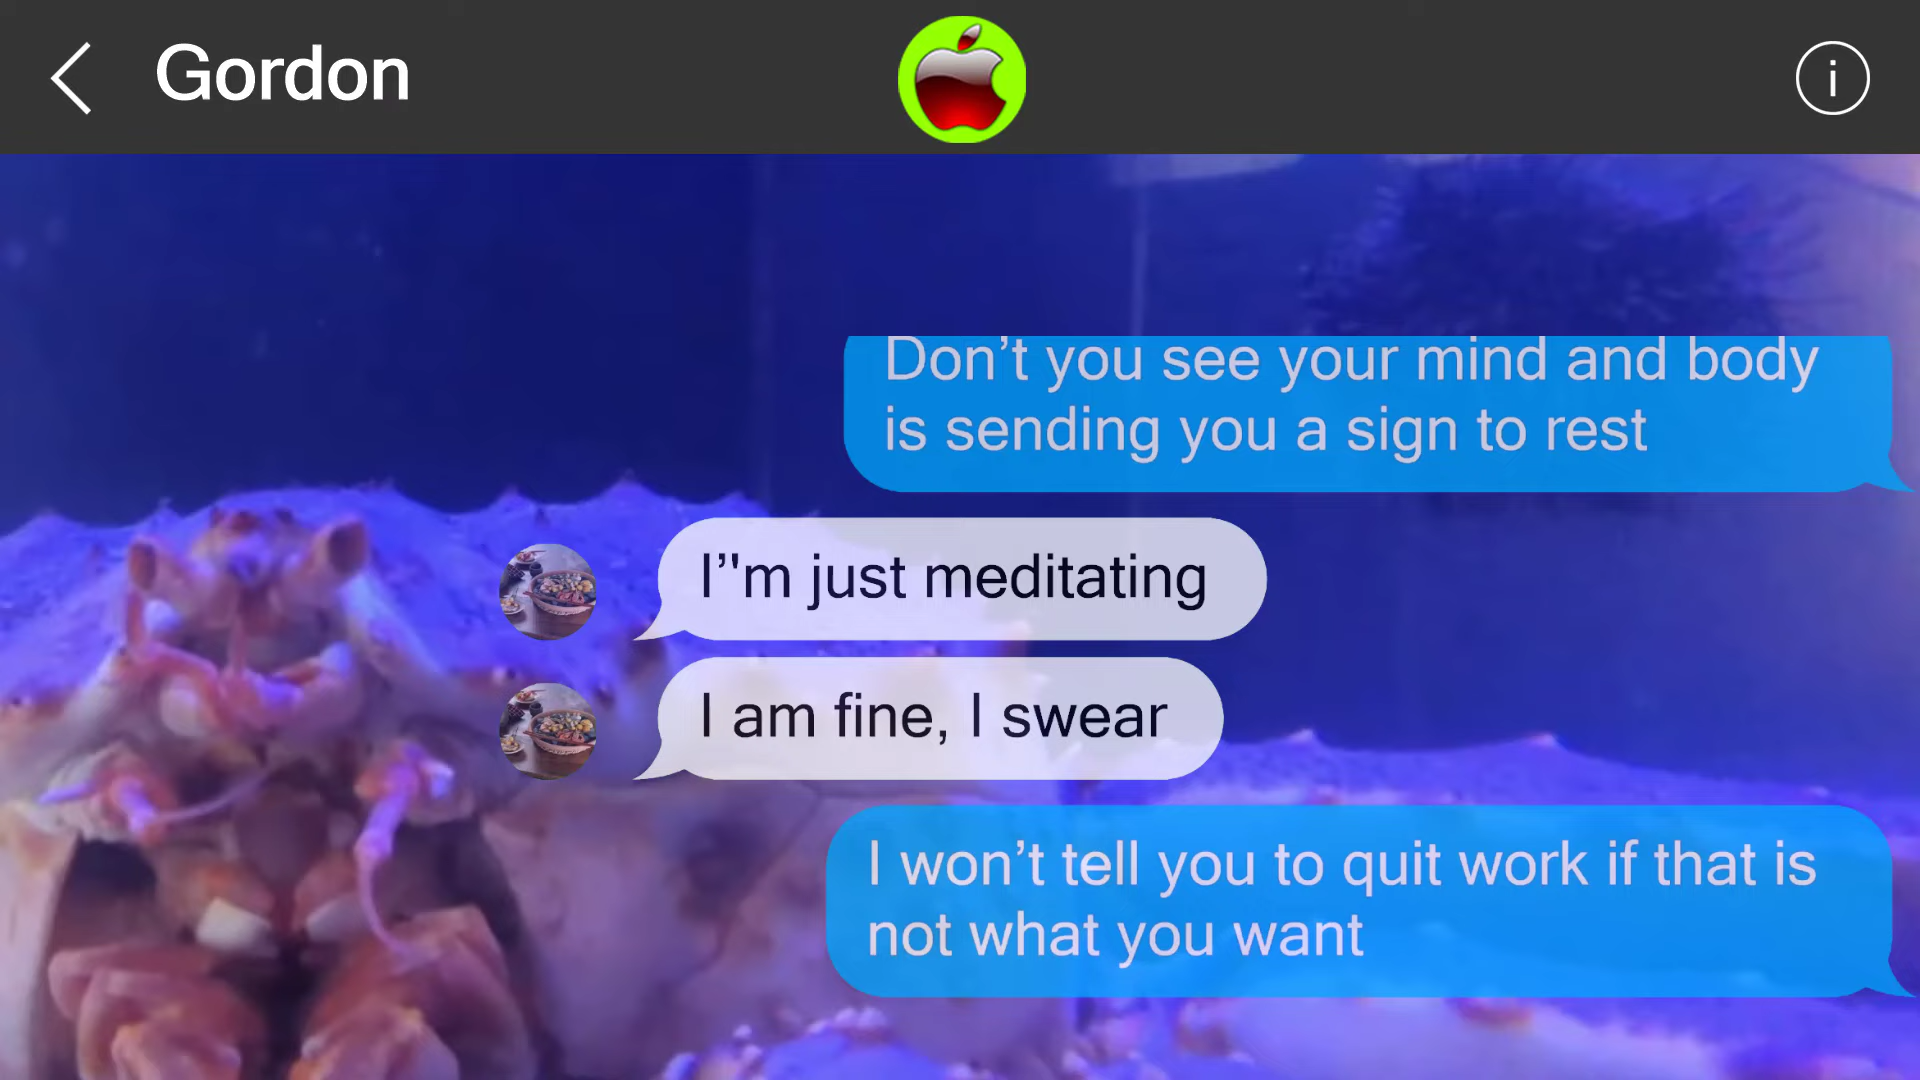 Gordon
Don’t you see your mind and body
is sending you a sign to rest
I’'m just meditating
I am fine, I swear
I won’t tell you to quit work if that is
not what you want